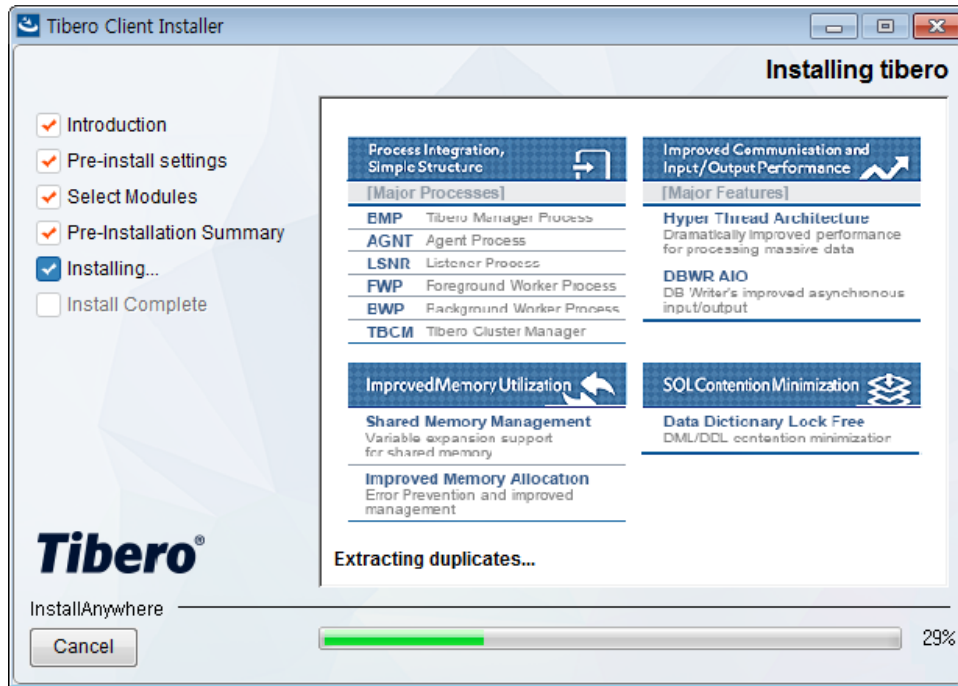 Tibero Client Installer
Installing tibero
Introduction
Pre-install settings
Select Modules
Pre-Installation Summary
Installing...
Install Complete
Process Integration,
Simple Structure
[Major Processes]
BMP Tibero Manager Process
AGNT Agent Process
LSNR Listener Process
FWP Foreground Worker Process
BWP Background Worker Process
TBCM Tibero Cluster Manager
Improved Communication and
Input/Output Performance
[Major Features]
Hyper Thread Architecture
Dramatically improved performance
for processing massive data
DBWR AIO
DB Writer's improved asynchronous
input/output
Improved Memory Utilization
Shared Memory Management
Variable expansion support
for shared memory
Improved Memory Allocation
Error Prevention and improved
management
SQL Contention Minimization
Data Dictionary Lock Free
DML/DDL contention minimization
Tibero®
Extracting duplicates...
InstallAnywhere
Cancel
29%